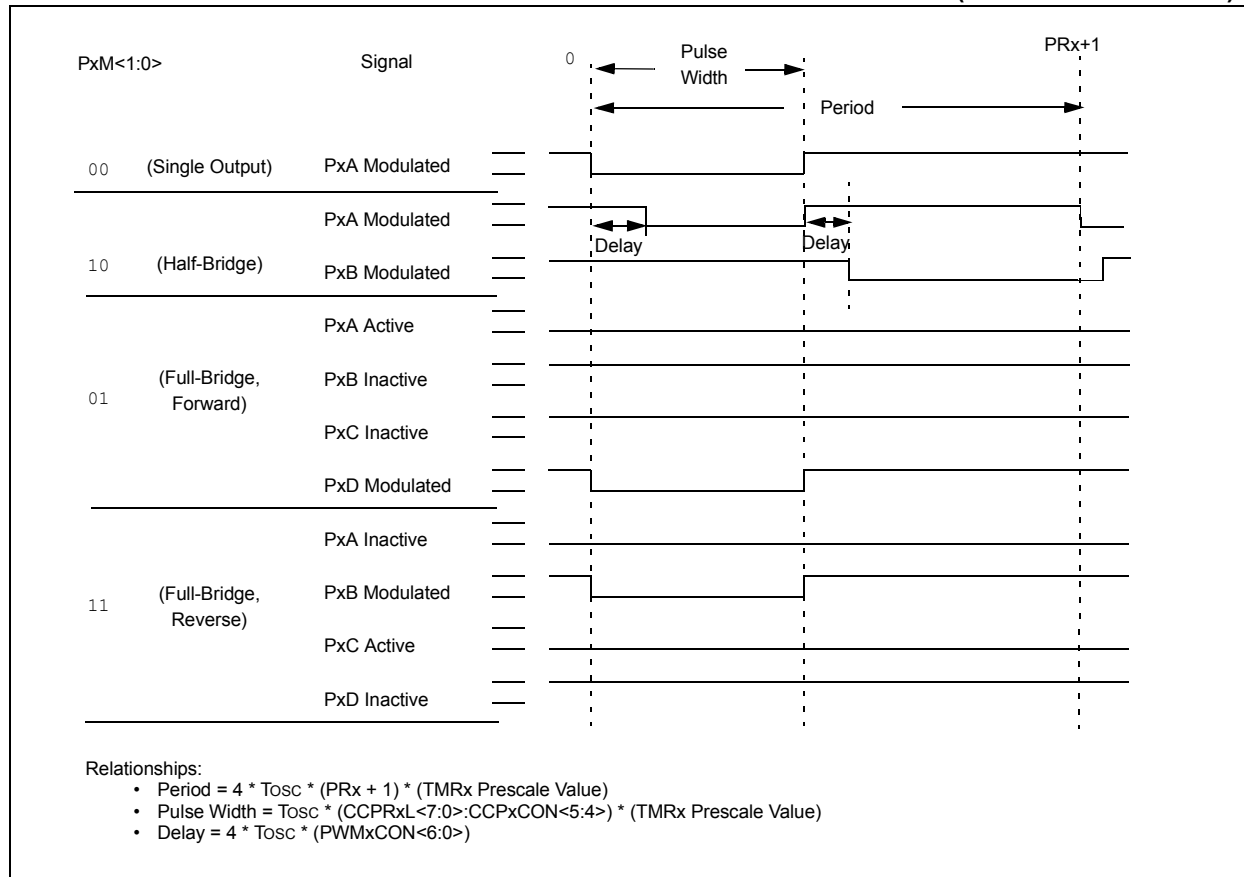 PxM<1:0>
Signal
0
Pulse
Width
PRx+1
Period
00
(Single Output)
PxA Modulated
PxA Modulated
Delay
Delay
10
(Half-Bridge)
PxB Modulated
PxA Active
(Full-Bridge,
Forward)
PxB Inactive
01
PxC Inactive
PxD Modulated
PxA Inactive
(Full-Bridge,
Reverse)
PxB Modulated
11
PxC Active
PxD Inactive
Relationships:
• Period = 4 * TOSC * (PRx + 1) * (TMRx Prescale Value)
• Pulse Width = TOSC * (CCPRxL<7:0>:CCPxCON<5:4>) * (TMRx Prescale Value)
• Delay = 4 * TOSC * (PWMxCON<6:0>)